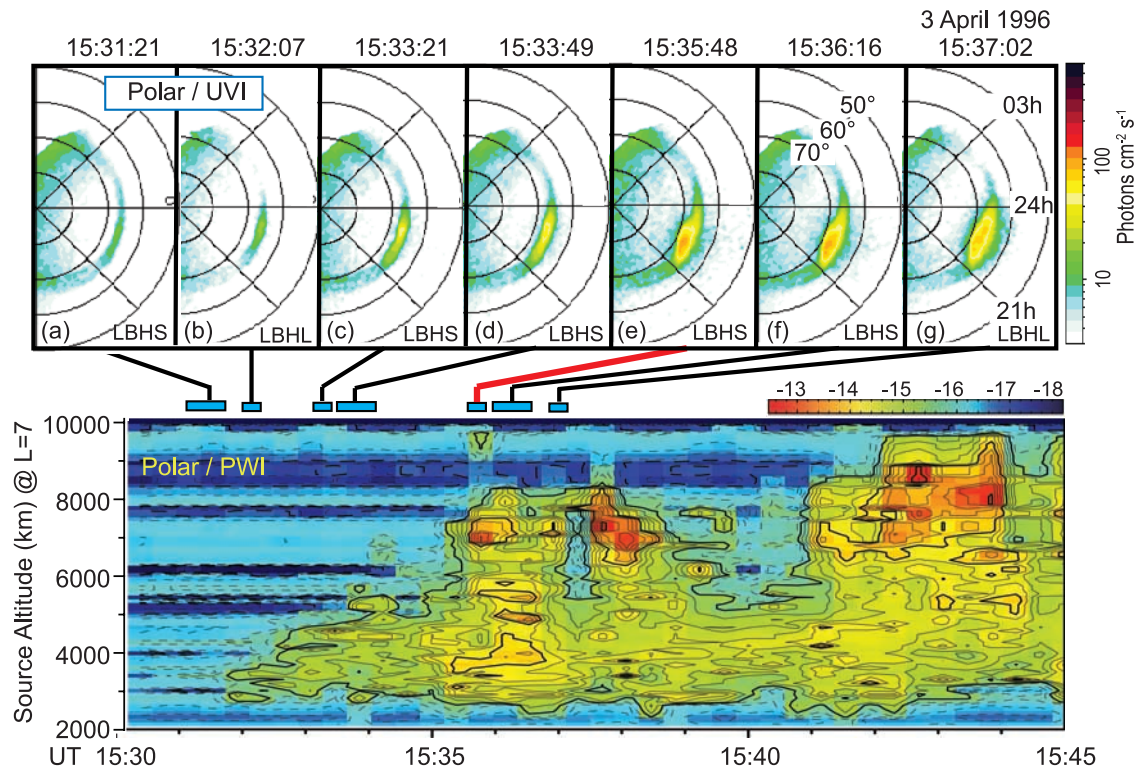 3 April 1996
15:31:21 15:32:07 15:33:21 15:33:49 15:35:48 15:36:16 15:37:02
Polar / UVI
50°
60°
70°
03h
24h
21h
(a) LBHS (b) LBHL (c) LBHS (d) LBHS (e) LBHS (f) LBHS (g) LBHL
100
10
Photons cm⁻² s⁻¹
-13 -14 -15 -16 -17 -18
Polar / PWI
10000
8000
6000
4000
2000
Source Altitude (km) @ L=7
UT 15:30 15:35 15:40 15:45